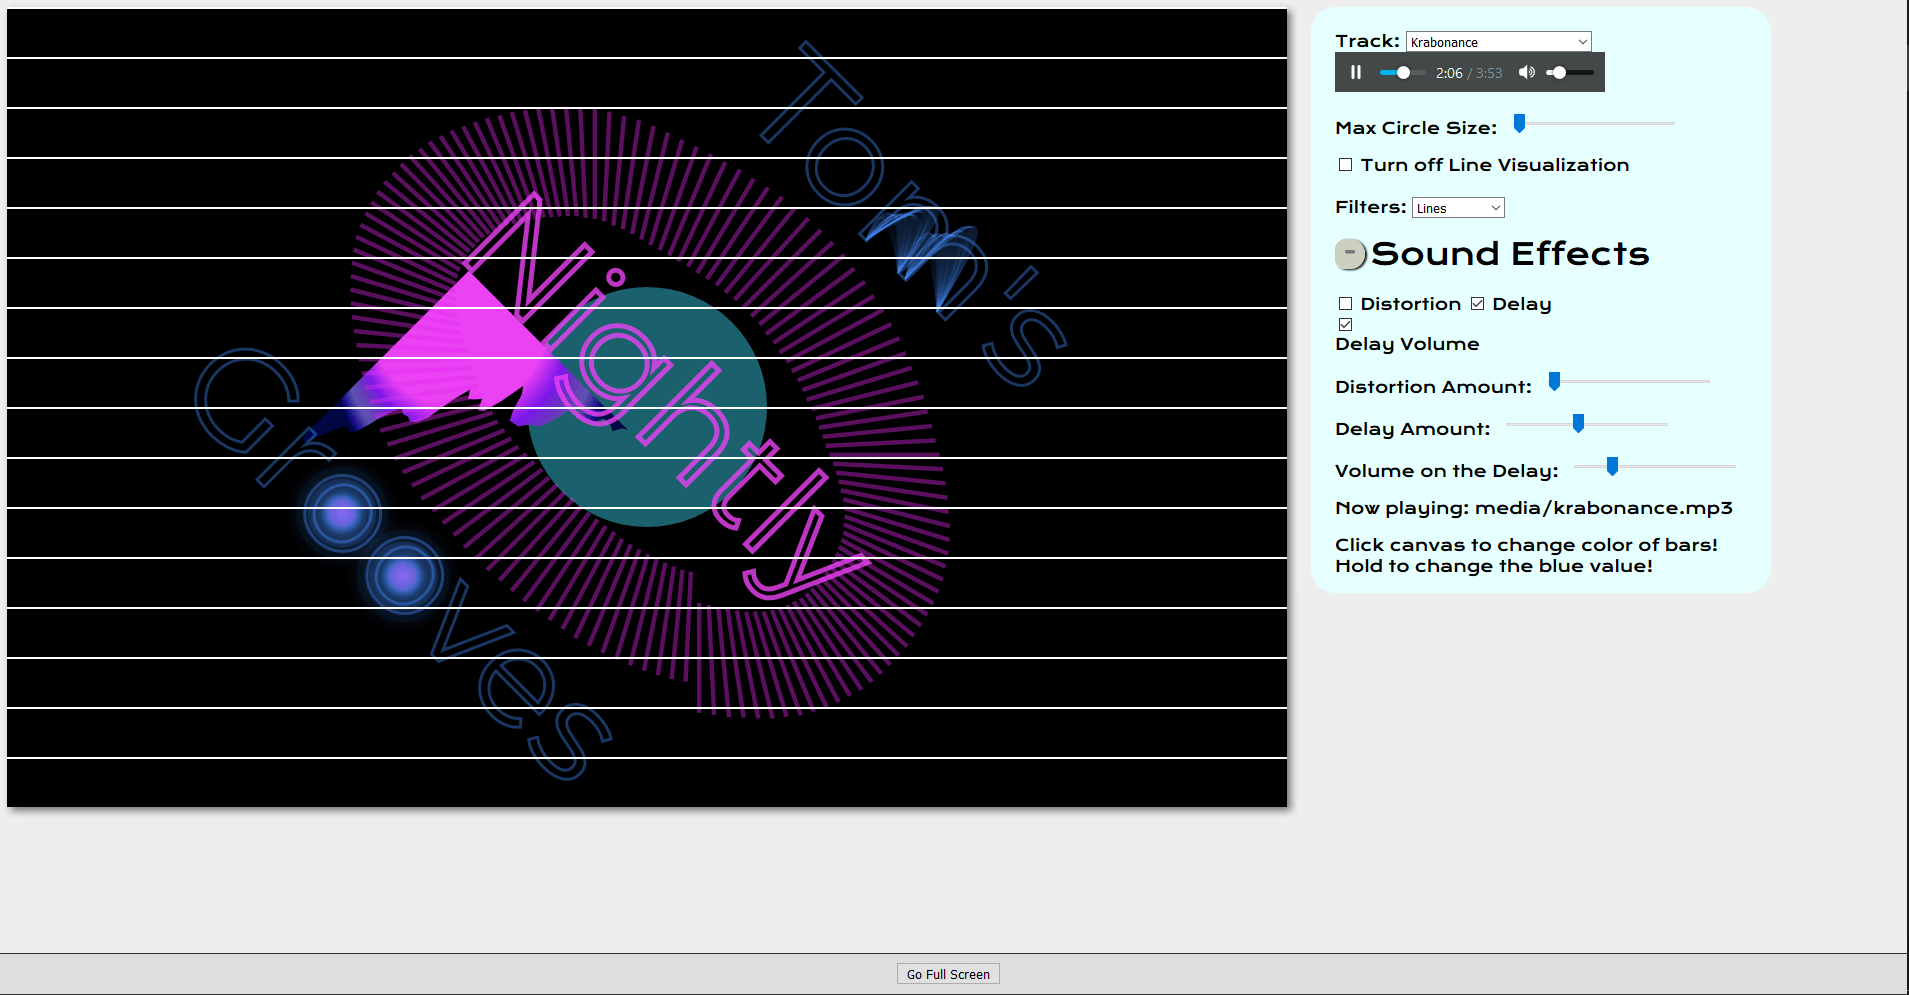 Tom's
Nightly
Grooves
Track: Krabonance
2:06 / 3:53
Max Circle Size:
Turn off Line Visualization
Filters: Lines
Sound Effects
Distortion Delay
Delay Volume
Distortion Amount:
Delay Amount:
Volume on the Delay:
Now playing: media/krabonance.mp3
Click canvas to change color of bars!
Hold to change the blue value!
Go Full Screen